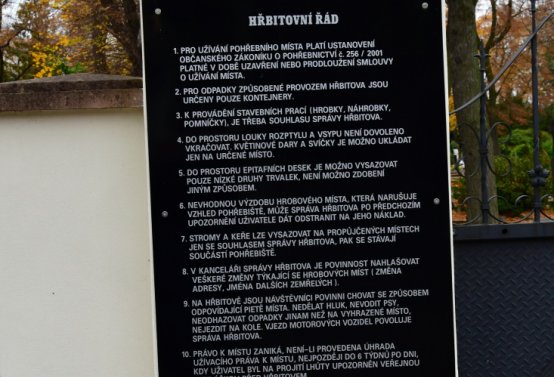 HŘBITOVNÍ ŘÁD
1. PRO UŽÍVÁNÍ POHŘEBNÍHO MÍSTA PLATÍ USTANOVENÍ
OBČANSKÉHO ZÁKONÍKU O POHŘEBNICTVÍ č. 256 / 2001
PLATNÉ V DOBĚ UZAVŘENÍ NEBO PRODLOUŽENÍ SMLOUVY
O UŽÍVÁNÍ MÍSTA.
2. PRO ODPADKY ZPŮSOBENÉ PROVOZEM HŘBITOVA JSOU
URČENY POUZE KONTEJNERY.
3. K PROVÁDĚNÍ STAVEBNÍCH PRACÍ (HROBKY, NÁHROBKY,
POMNÍČKY), JE TŘEBA SOUHLASU SPRÁVY HŘBITOVA.
4. DO PROSTORU LOUKY ROZPTYLU A VSYPU NENÍ DOVOLENO
VKRAČOVAT. KVĚTINOVÉ DARY A SVÍČKY JE MOŽNO UKLÁDAT
JEN NA URČENÉ MÍSTO.
5. DO PROSTORU EPITAFNÍCH DESEK JE MOŽNO VYSAZOVAT
POUZE NÍZKÉ DRUHY TRVALEK, NENÍ MOŽNO ZDOBENÍ
JINÝM ZPŮSOBEM.
6. NEVHODNOU VÝZDOBU HROBOVÉHO MÍSTA, KTERÁ NARUŠUJE
VZHLED POHŘEBIŠTĚ, MŮŽE SPRÁVA HŘBITOVA PO PŘEDCHOZÍM
UPOZORNĚNÍ UŽIVATELE DÁT ODSTRANIT NA JEHO NÁKLAD.
7. STROMY A KEŘE LZE VYSAZOVAT NA PROPŮJČENÝCH MÍSTECH
JEN SE SOUHLASEM SPRÁVY HŘBITOVA, PAK SE STÁVAJÍ
SOUČÁSTÍ POHŘEBIŠTĚ.
8. V KANCELÁŘI SPRÁVY HŘBITOVA JE POVINNOST NAHLAŠOVAT
VEŠKERÉ ZMĚNY TÝKAJÍCÍ SE HROBOVÝCH MÍST ( ZMĚNA
ADRESY, JMÉNA DALŠÍCH ZEMŘELÝCH ).
9. NA HŘBITOVĚ JSOU NÁVŠTĚVNÍCI POVINNI CHOVAT SE ZPŮSOBEM
ODPOVÍDAJÍCÍ PIETĚ MÍSTA. NEDĚLAT HLUK, NEVODIT PSY,
NEODHAZOVAT ODPADKY JINAM NEŽ NA VYHRAZENÉ MÍSTO,
NEJEZDIT NA KOLE. VJEZD MOTOROVÝCH VOZIDEL POVOLUJE
SPRÁVA HŘBITOVA.
10. PRÁVO K MÍSTU ZANIKÁ, NENÍ–LI PROVEDENA ÚHRADA
UŽÍVACÍHO PRÁVA K MÍSTU, NEJPOZDĚJI DO 6 TÝDNŮ PO DNI,
KDY UŽIVATEL BYL NA PROJITÍ LHŮTY UPOZORNĚN VEŘEJNOU